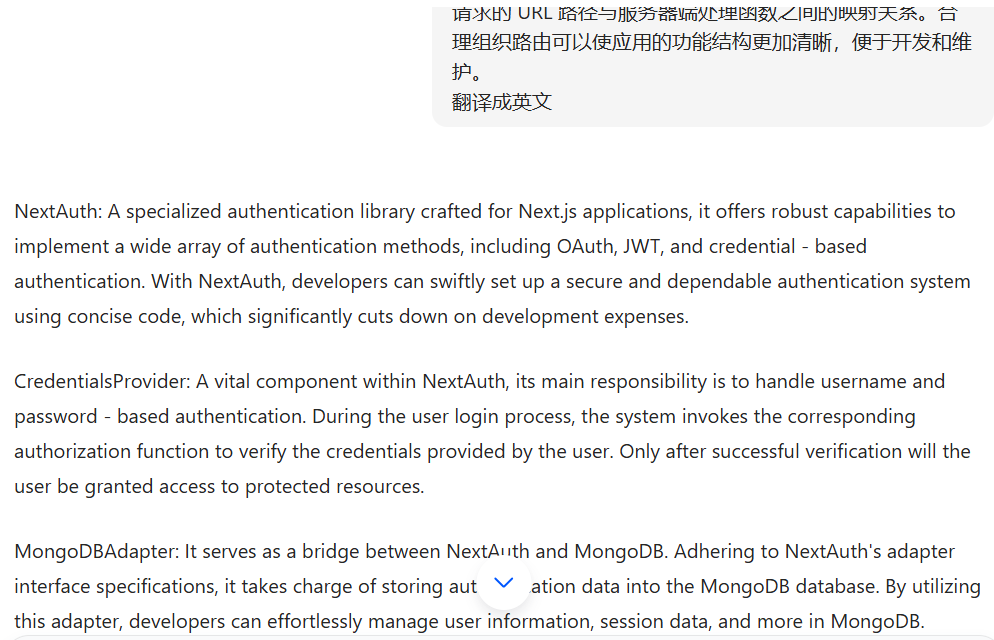 请求的 URL 路径与服务器端处理函数之间的映射关系。合
理组织路由可以使应用的功能结构更加清晰，便于开发和维
护。
翻译成英文
NextAuth: A specialized authentication library crafted for Next.js applications, it offers robust capabilities to
implement a wide array of authentication methods, including OAuth, JWT, and credential - based
authentication. With NextAuth, developers can swiftly set up a secure and dependable authentication system
using concise code, which significantly cuts down on development expenses.
CredentialsProvider: A vital component within NextAuth, its main responsibility is to handle username and
password - based authentication. During the user login process, the system invokes the corresponding
authorization function to verify the credentials provided by the user. Only after successful verification will the
user be granted access to protected resources.
MongoDBAdapter: It serves as a bridge between NextAuth and MongoDB. Adhering to NextAuth's adapter
interface specifications, it takes charge of storing data into the MongoDB database. By utilizing
this adapter, developers can effortlessly manage user information, session data, and more in MongoDB.